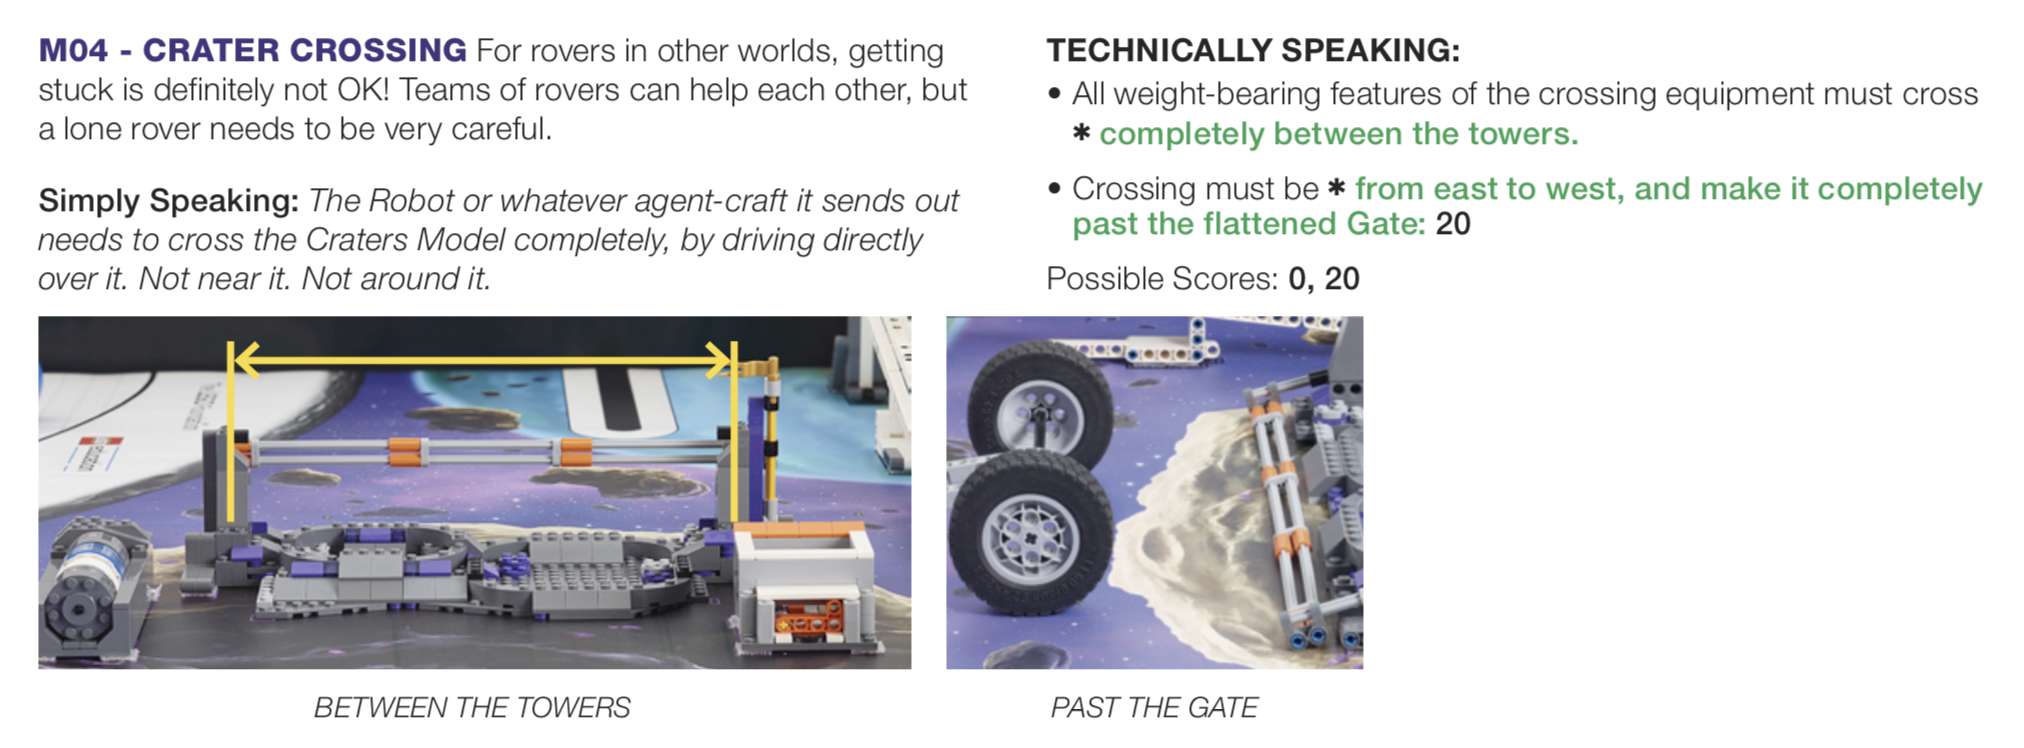 M04 - CRATER CROSSING For rovers in other worlds, getting
stuck is definitely not OK! Teams of rovers can help each other, but
a lone rover needs to be very careful.
Simply Speaking: The Robot or whatever agent-craft it sends out
needs to cross the Craters Model completely, by driving directly
over it. Not near it. Not around it.
TECHNICALLY SPEAKING:
• All weight-bearing features of the crossing equipment must cross
✱ completely between the towers.
• Crossing must be ✱ from east to west, and make it completely
past the flattened Gate: 20
Possible Scores: 0, 20
BETWEEN THE TOWERS
PAST THE GATE